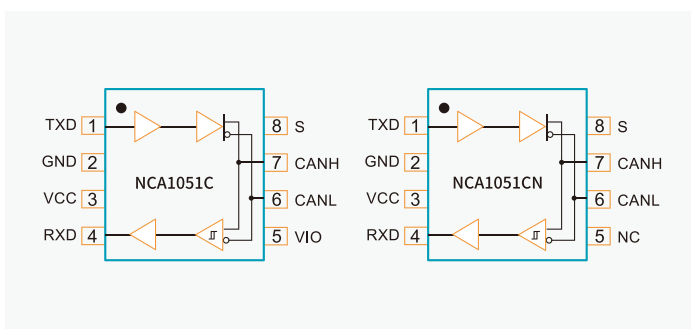 TXD 1 8 S
GND 2 7 CANH
NCA1051C
VCC 3 6 CANL
RXD 4 5 VIO
TXD 1 8 S
GND 2 7 CANH
NCA1051CN
VCC 3 6 CANL
RXD 4 5 NC